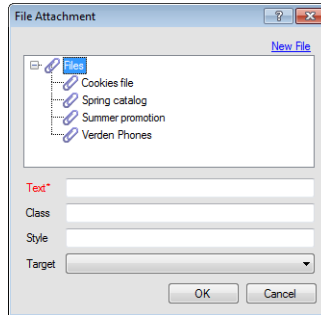 File Attachment
New File
Files
Cookies file
Spring catalog
Summer promotion
Verden Phones
Text*
Class
Style
Target
OK Cancel